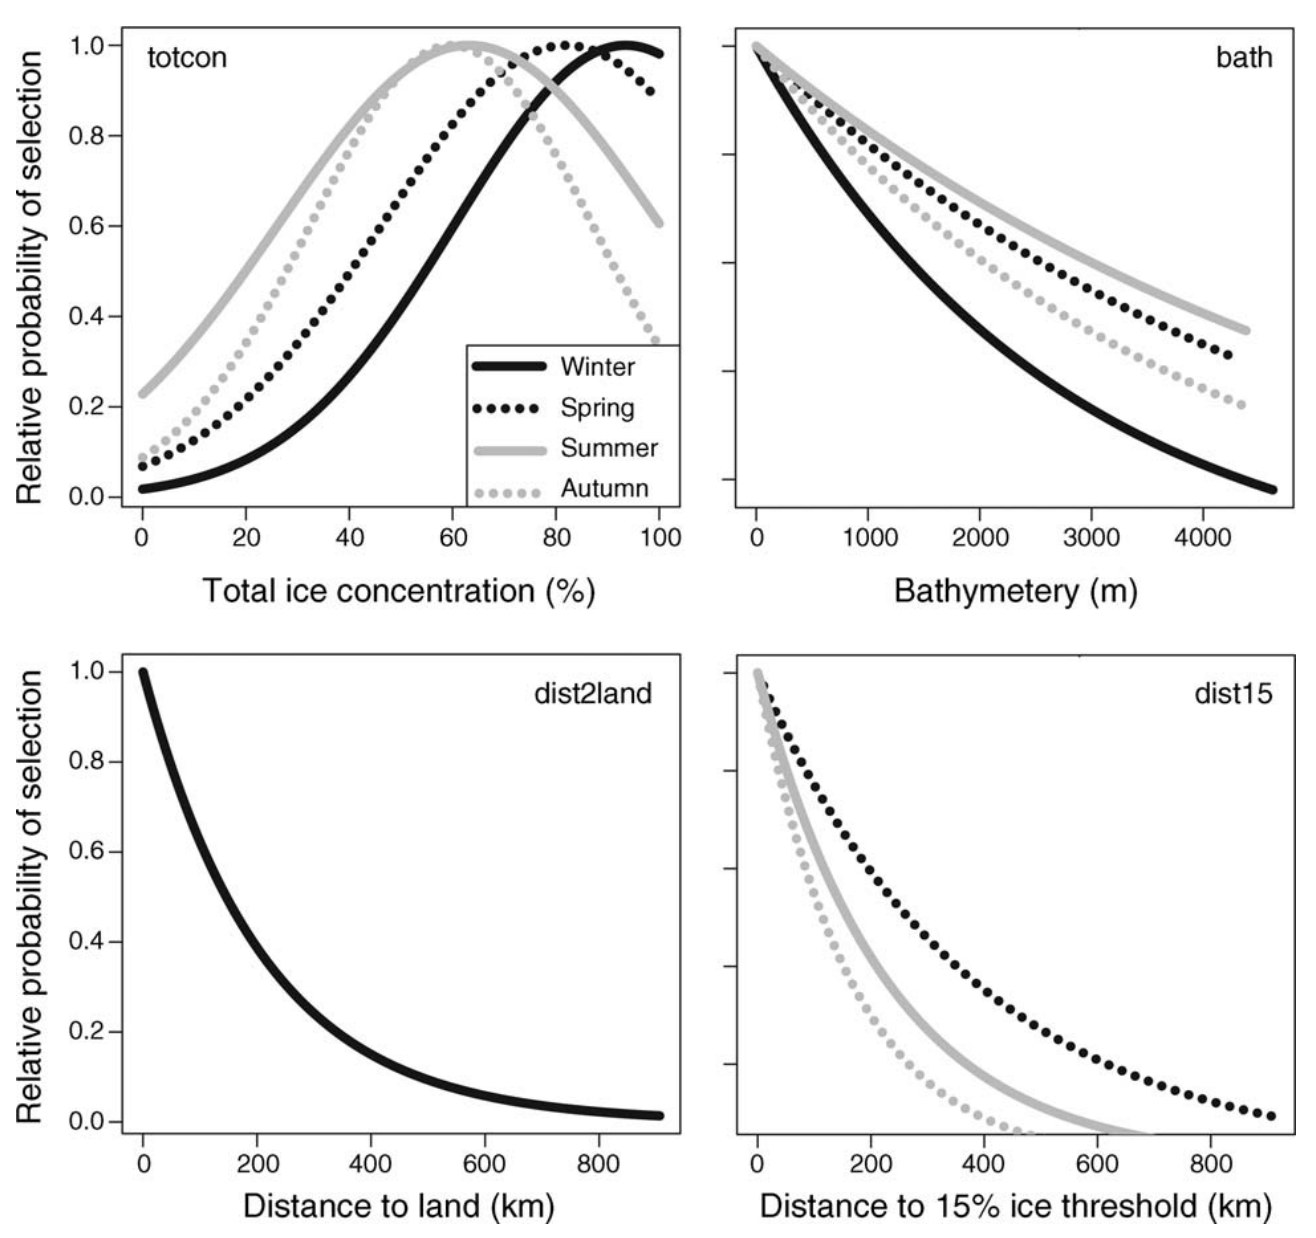 totcon
Relative probability of selection
1.0
0.8
0.6
0.4
0.2
0.0
Winter
Spring
Summer
Autumn
0 20 40 60 80 100
Total ice concentration (%)
bath
0 1000 2000 3000 4000
Bathymetery (m)
dist2land
Relative probability of selection
1.0
0.8
0.6
0.4
0.2
0.0
0 200 400 600 800
Distance to land (km)
dist15
0 200 400 600 800
Distance to 15% ice threshold (km)